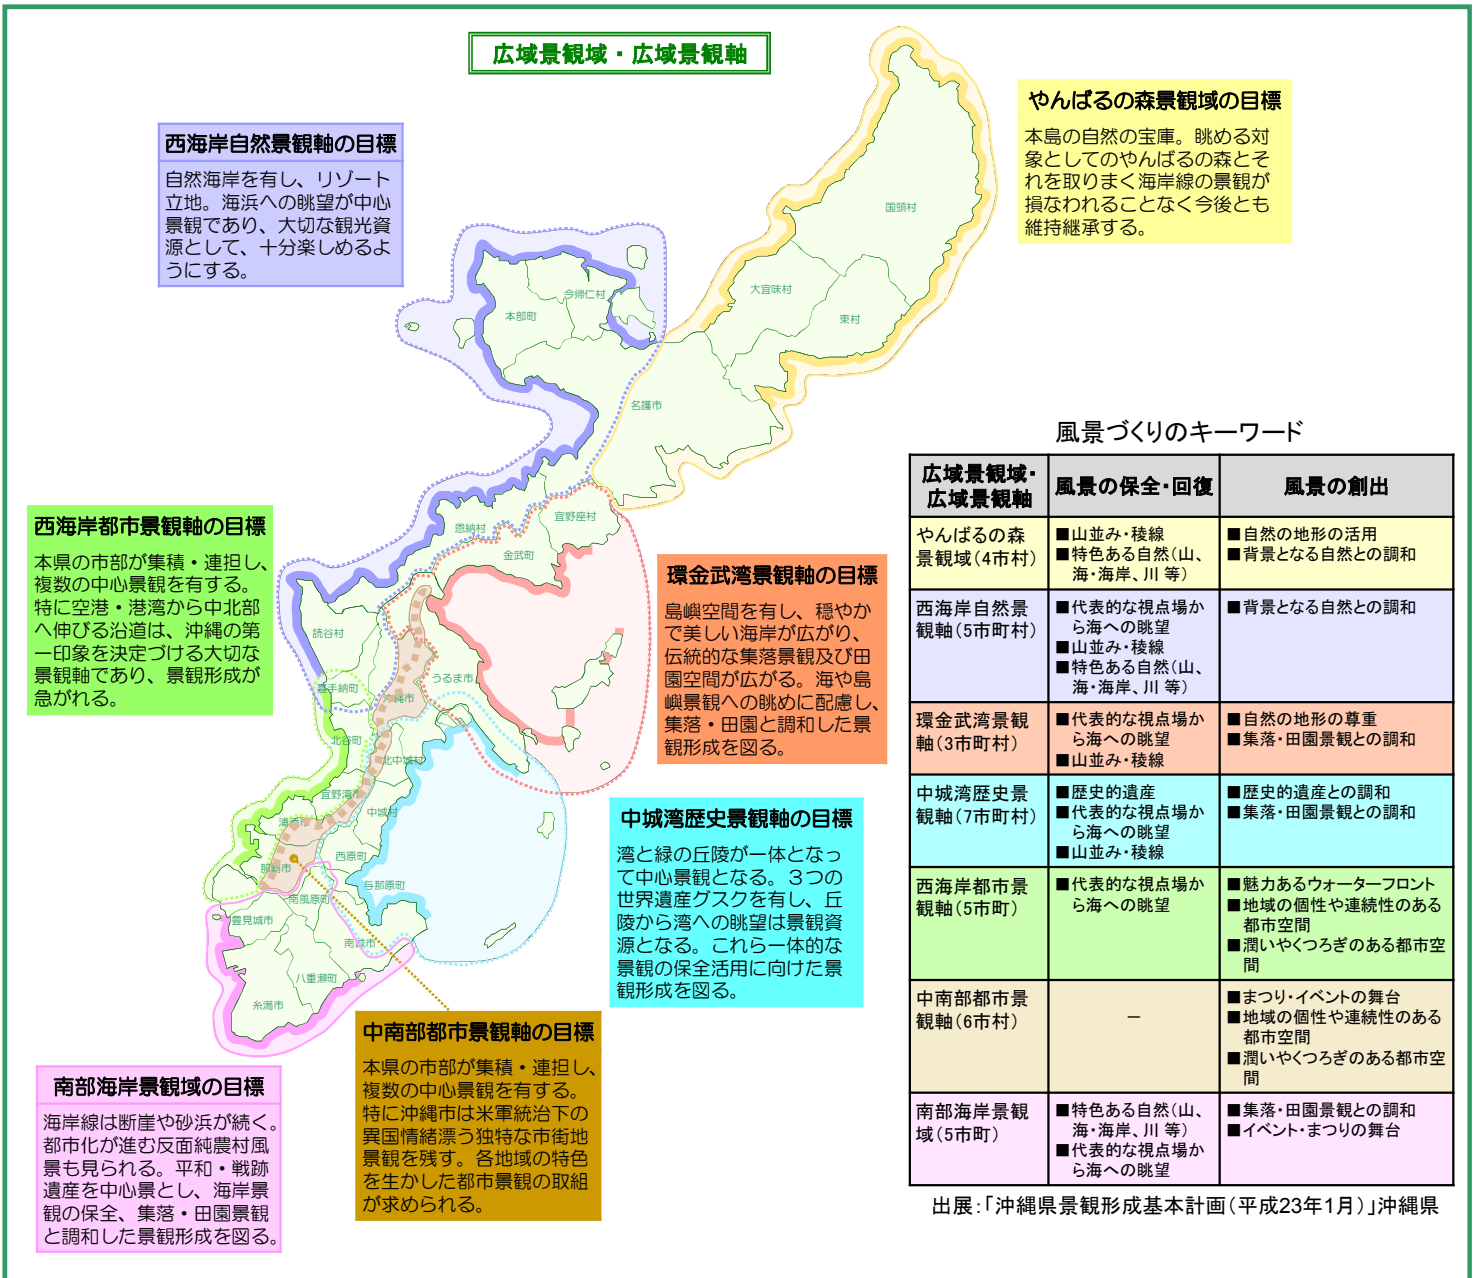 広域景観域・広域景観軸
やんばるの森景観域の目標
本島の自然の宝庫。眺める対
象としてのやんばるの森とそ
れを取りまく海岸線の景観が
損なわれることなく今後とも
維持継承する。
西海岸自然景観軸の目標
自然海岸を有し、リゾート
立地。海浜への眺望が中心
景観であり、大切な観光資
源として、十分楽しめるよ
うにする。
国頭村
大宜味村
東村
今帰仁村
本部町
名護市
宜野座村
恩納村
金武町
読谷村
うるま市
嘉手納町
沖縄市
北谷町
北中城村
宜野湾市
中城村
浦添市
西原町
那覇市
与那原町
南風原町
豊見城市
南城市
八重瀬町
糸満市
西海岸都市景観軸の目標
本県の市部が集積・連担し、
複数の中心景観を有する。
特に空港・港湾から中北部
へ伸びる沿道は、沖縄の第
一印象を決定づける大切な
景観軸であり、景観形成が
急がれる。
環金武湾景観軸の目標
島嶼空間を有し、穏やか
で美しい海岸が広がり、
伝統的な集落景観及び田
園空間が広がる。海や島
嶼景観への眺めに配慮し、
集落・田園と調和した景
観形成を図る。
中城湾歴史景観軸の目標
湾と緑の丘陵が一体となっ
て中心景観となる。３つの
世界遺産グスクを有し、丘
陵から湾への眺望は景観資
源となる。これら一体的な
景観の保全活用に向けた景
観形成を図る。
中南部都市景観軸の目標
本県の市部が集積・連担し、
複数の中心景観を有する。
特に沖縄市は米軍統治下の
異国情緒漂う独特な市街地
景観を残す。各地域の特色
を生かした都市景観の取組
が求められる。
南部海岸景観域の目標
海岸線は断崖や砂浜が続く。
都市化が進む反面純農村風
景も見られる。平和・戦跡
遺産を中心景とし、海岸景
観の保全、集落・田園景観
と調和した景観形成を図る。
風景づくりのキーワード
広域景観域・
広域景観軸
風景の保全・回復
風景の創出
やんばるの森
景観域（4市村）
■山並み・稜線
■特色ある自然（山、
海・海岸、川 等）
■自然の地形の活用
■背景となる自然との調和
西海岸自然景
観軸（5市町村）
■代表的な視点場か
ら海への眺望
■山並み・稜線
■特色ある自然（山、
海・海岸、川 等）
■背景となる自然との調和
環金武湾景観
軸（3市町村）
■代表的な視点場か
ら海への眺望
■山並み・稜線
■自然の地形の尊重
■集落・田園景観との調和
中城湾歴史景
観軸（7市町村）
■歴史的遺産
■代表的な視点場か
ら海への眺望
■山並み・稜線
■歴史的遺産との調和
■集落・田園景観との調和
西海岸都市景
観軸（5市町）
■代表的な視点場か
ら海への眺望
■魅力あるウォーターフロント
■地域の個性や連続性のある
都市空間
■潤いやくつろぎのある都市空
間
中南部都市景
観軸（6市村）
－
■まつり・イベントの舞台
■地域の個性や連続性のある
都市空間
■潤いやくつろぎのある都市空
間
南部海岸景観
域（5市町）
■特色ある自然（山、
海・海岸、川 等）
■代表的な視点場か
ら海への眺望
■集落・田園景観との調和
■イベント・まつりの舞台
出展：「沖縄県景観形成基本計画（平成23年1月）」沖縄県